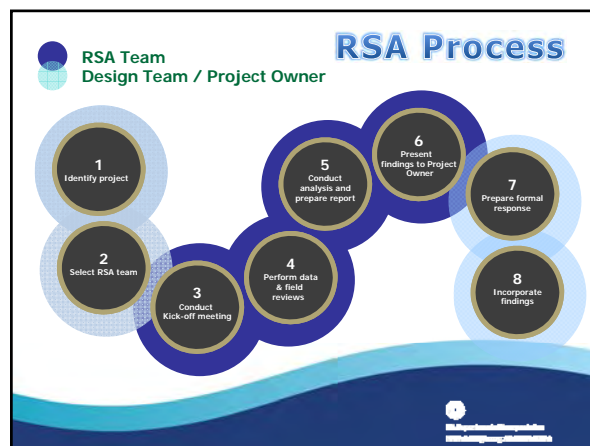 RSA Process
RSA Team
Design Team / Project Owner
1
Identify project
2
Select RSA team
3
Conduct
Kick-off meeting
4
Perform data
& field
reviews
5
Conduct
analysis and
prepare report
6
Present
findings to Project
Owner
7
Prepare formal
response
8
Incorporate
findings